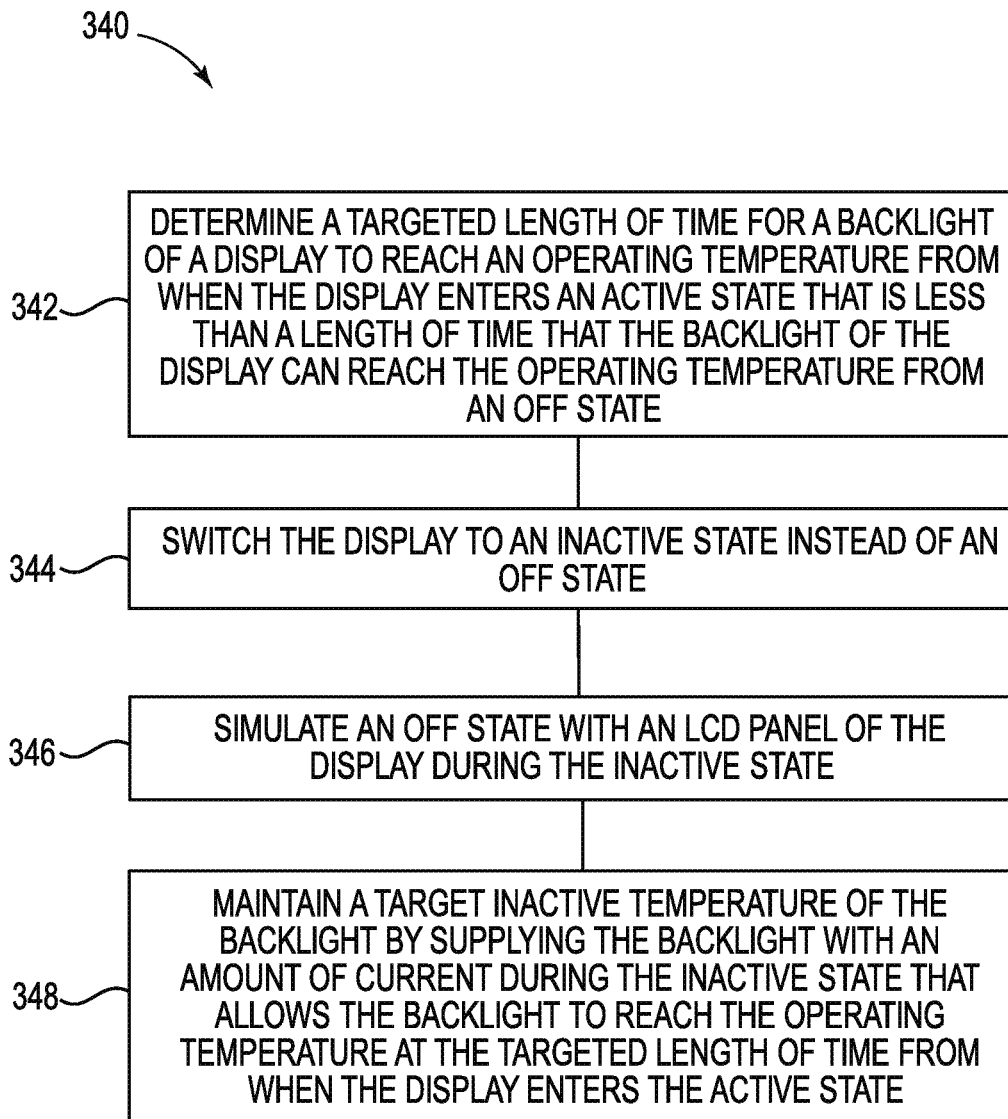 340
342
DETERMINE A TARGETED LENGTH OF TIME FOR A BACKLIGHT
OF A DISPLAY TO REACH AN OPERATING TEMPERATURE FROM
WHEN THE DISPLAY ENTERS AN ACTIVE STATE THAT IS LESS
THAN A LENGTH OF TIME THAT THE BACKLIGHT OF THE
DISPLAY CAN REACH THE OPERATING TEMPERATURE FROM
AN OFF STATE
344
SWITCH THE DISPLAY TO AN INACTIVE STATE INSTEAD OF AN
OFF STATE
346
SIMULATE AN OFF STATE WITH AN LCD PANEL OF THE
DISPLAY DURING THE INACTIVE STATE
348
MAINTAIN A TARGET INACTIVE TEMPERATURE OF THE
BACKLIGHT BY SUPPLYING THE BACKLIGHT WITH AN
AMOUNT OF CURRENT DURING THE INACTIVE STATE THAT
ALLOWS THE BACKLIGHT TO REACH THE OPERATING
TEMPERATURE AT THE TARGETED LENGTH OF TIME FROM
WHEN THE DISPLAY ENTERS THE ACTIVE STATE